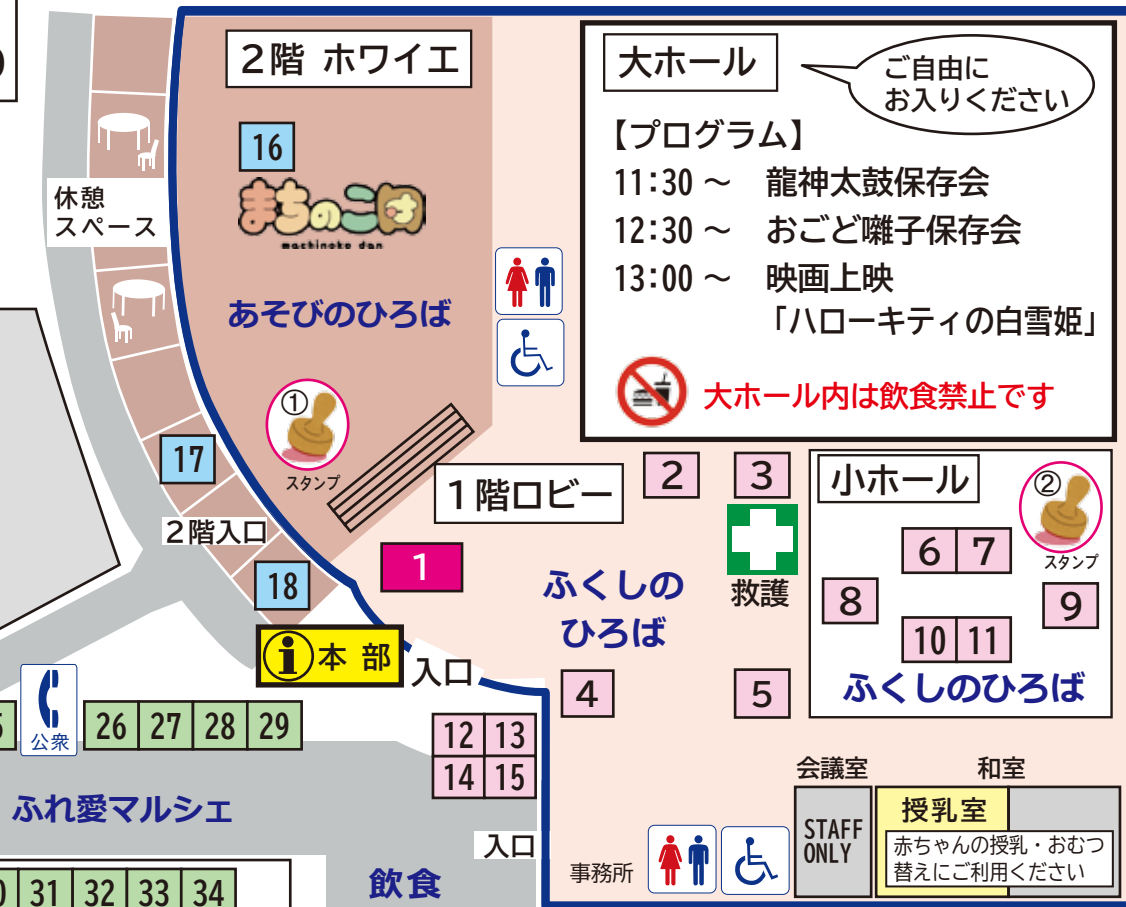 2階 ホワイエ
16
まちのこ団
machinoko dan
あそびのひろば
休憩
スペース
①
スタンプ
17
2階入口
18
大ホール
ご自由に
お入りください
【プログラム】
11:30 ～ 龍神太鼓保存会
12:30 ～ おごど囃子保存会
13:00 ～ 映画上映
「ハローキティの白雪姫」
大ホール内は飲食禁止です
1階ロビー
1
2
3
救護
ふくしの
ひろば
4
5
小ホール
②
スタンプ
6 7
8
9
10 11
ふくしのひろば
i 本部
入口
公衆
26 27 28 29
12 13
14 15
ふれ愛マルシェ
入口
飲食
31 32 33 34
事務所
会議室
和室
STAFF
ONLY
授乳室
赤ちゃんの授乳・おむつ
替えにご利用ください